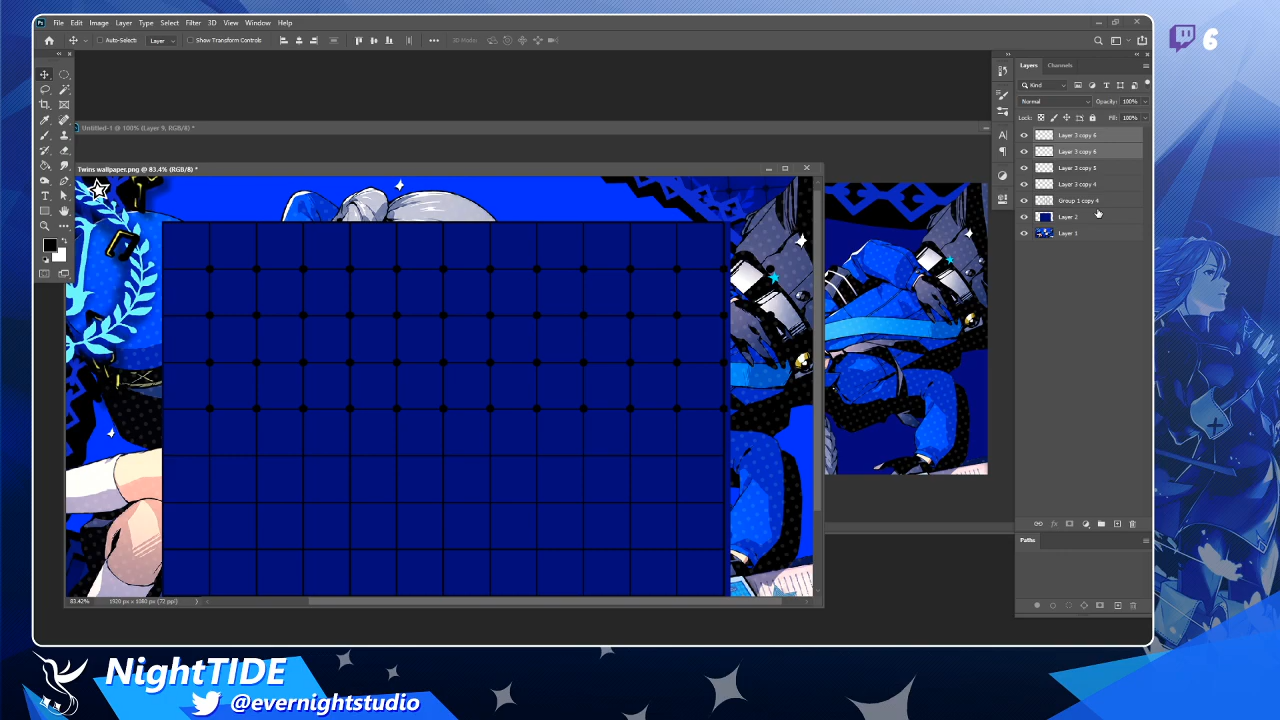 File Edit Image Layer Type Select Filter 3D View Window Help
6
Auto-Select: Layer Show Transform Controls 3D Mode:
Layers Channels
Kind
Normal Opacity: 100%
Lock: Fill: 100%
Untitled-1 @ 100% (Layer 9, RGB/8) *
Layer 3 copy 6
Layer 3 copy 6
Twins wallpaper.png @ 83.4% (RGB/8) *
Layer 3 copy 5
Layer 3 copy 4
Group 1 copy 4
Layer 2
Layer 1
Paths
83.42% 1920 px x 1080 px (72 ppi)
NightTIDE
@evernightstudio